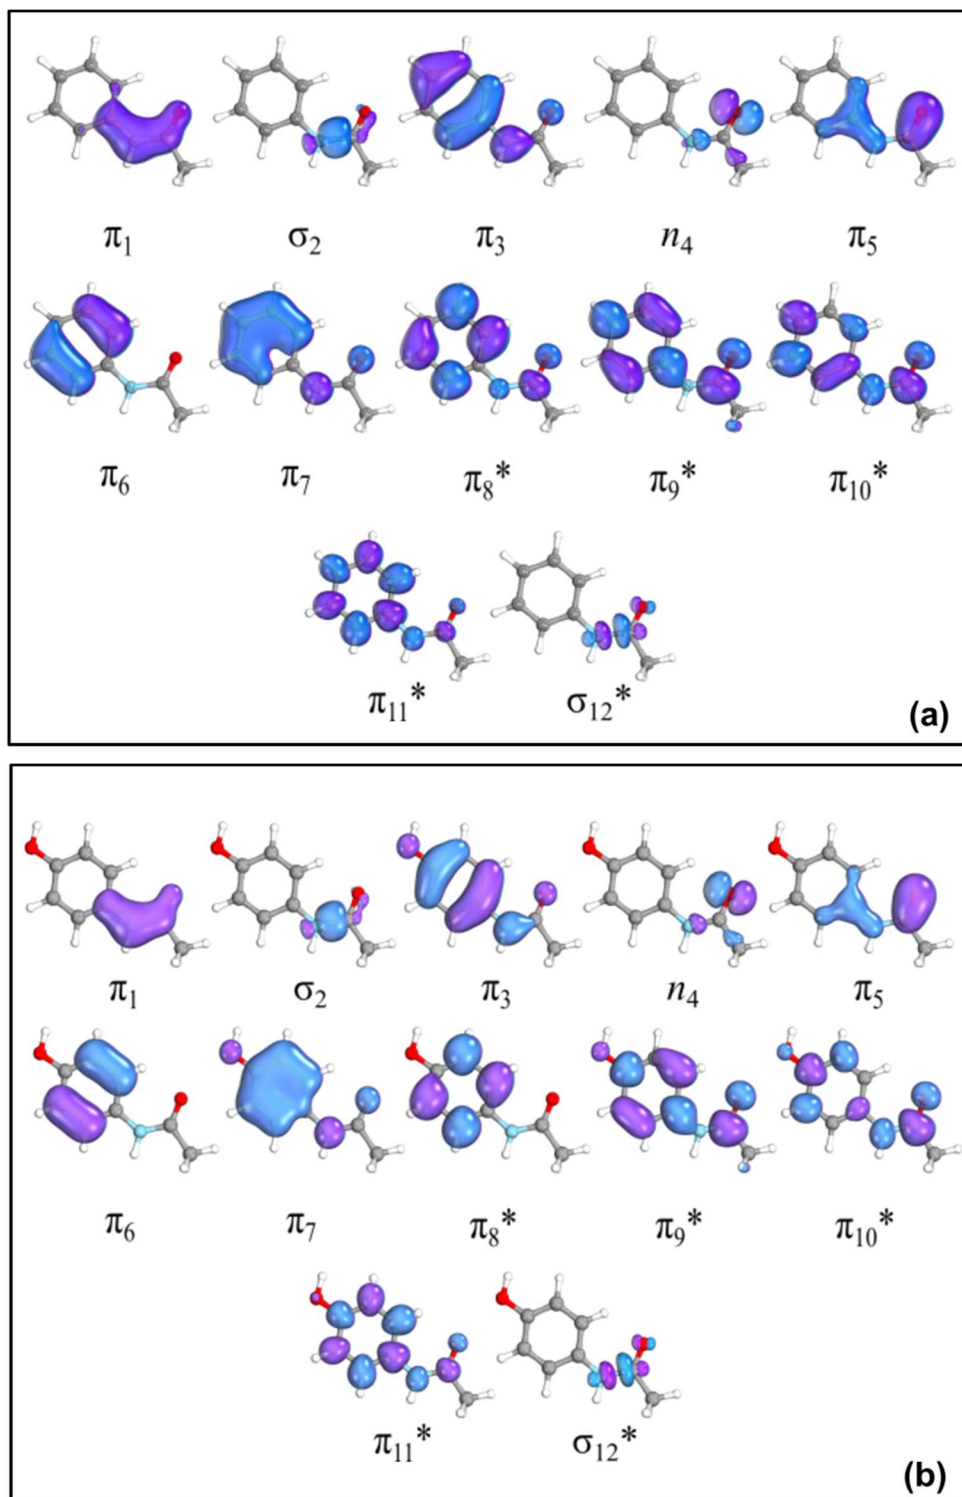 π₁ σ₂ π₃ n₄ π₅
π₆ π₇ π₈* π₉* π₁₀*
π₁₁* σ₁₂*
(a)
π₁ σ₂ π₃ n₄ π₅
π₆ π₇ π₈* π₉* π₁₀*
π₁₁* σ₁₂*
(b)